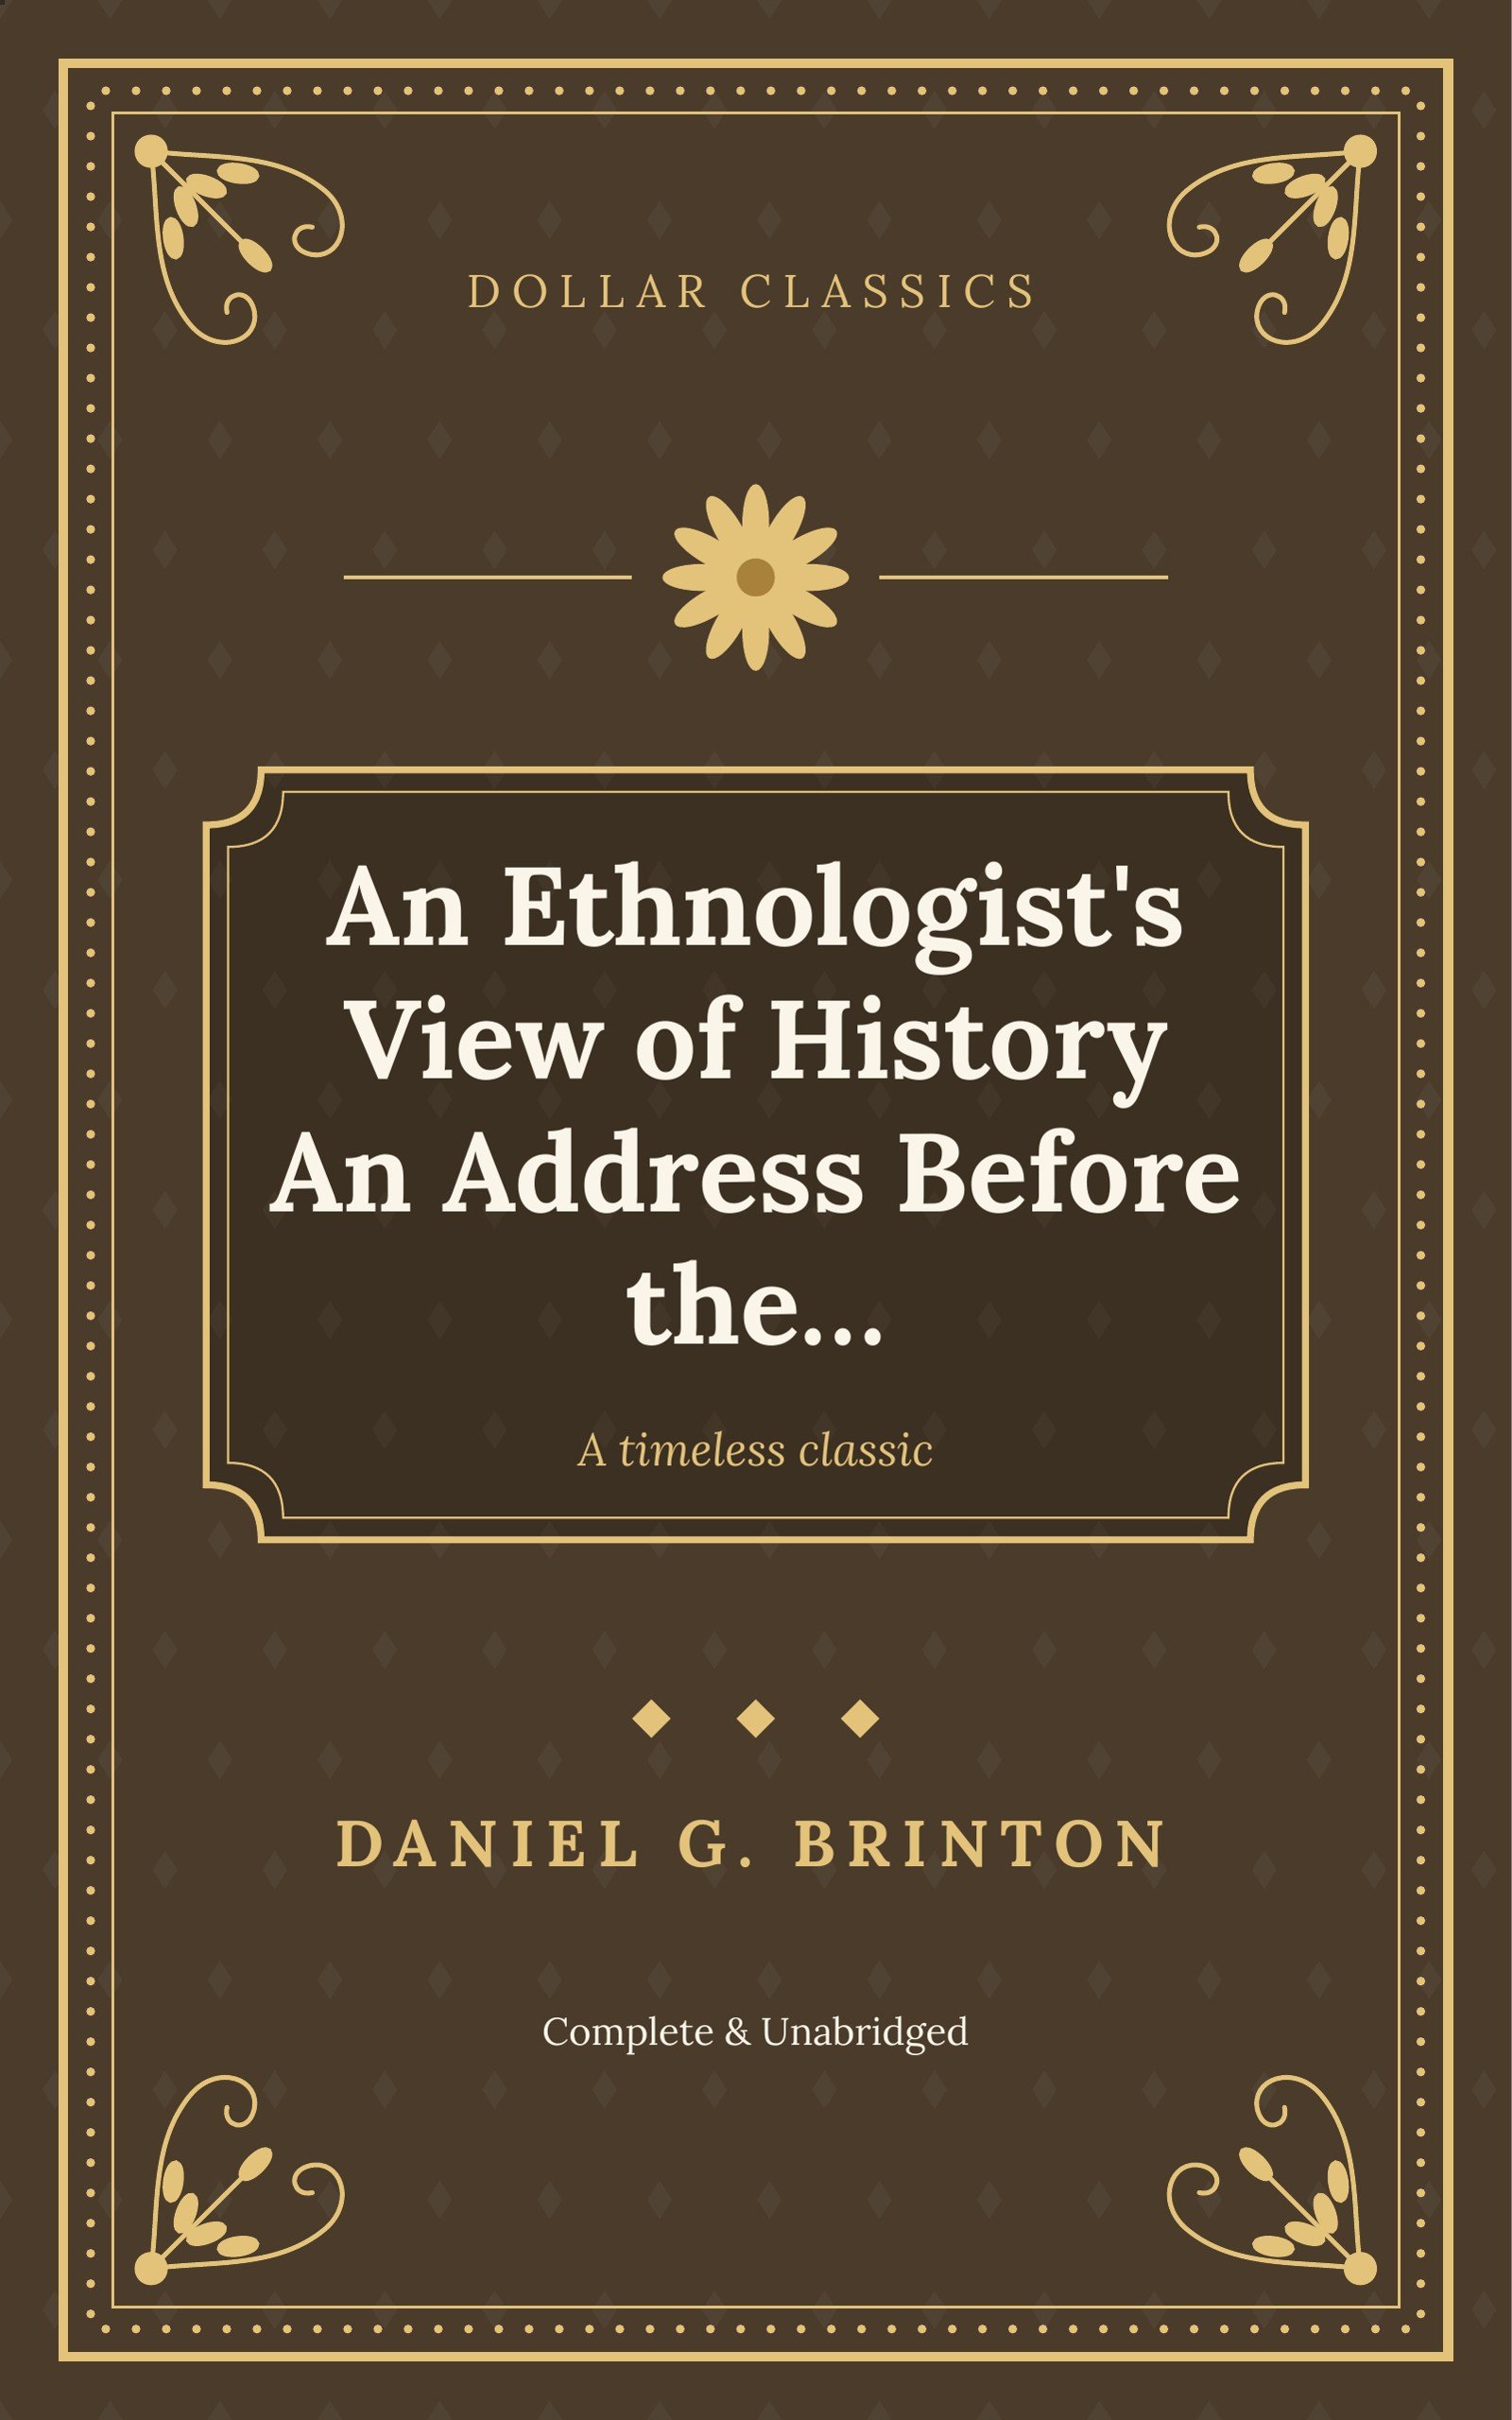 DOLLAR CLASSICS
An Ethnologist's
View of History
An Address Before
the...
A timeless classic
DANIEL G. BRINTON
Complete & Unabridged